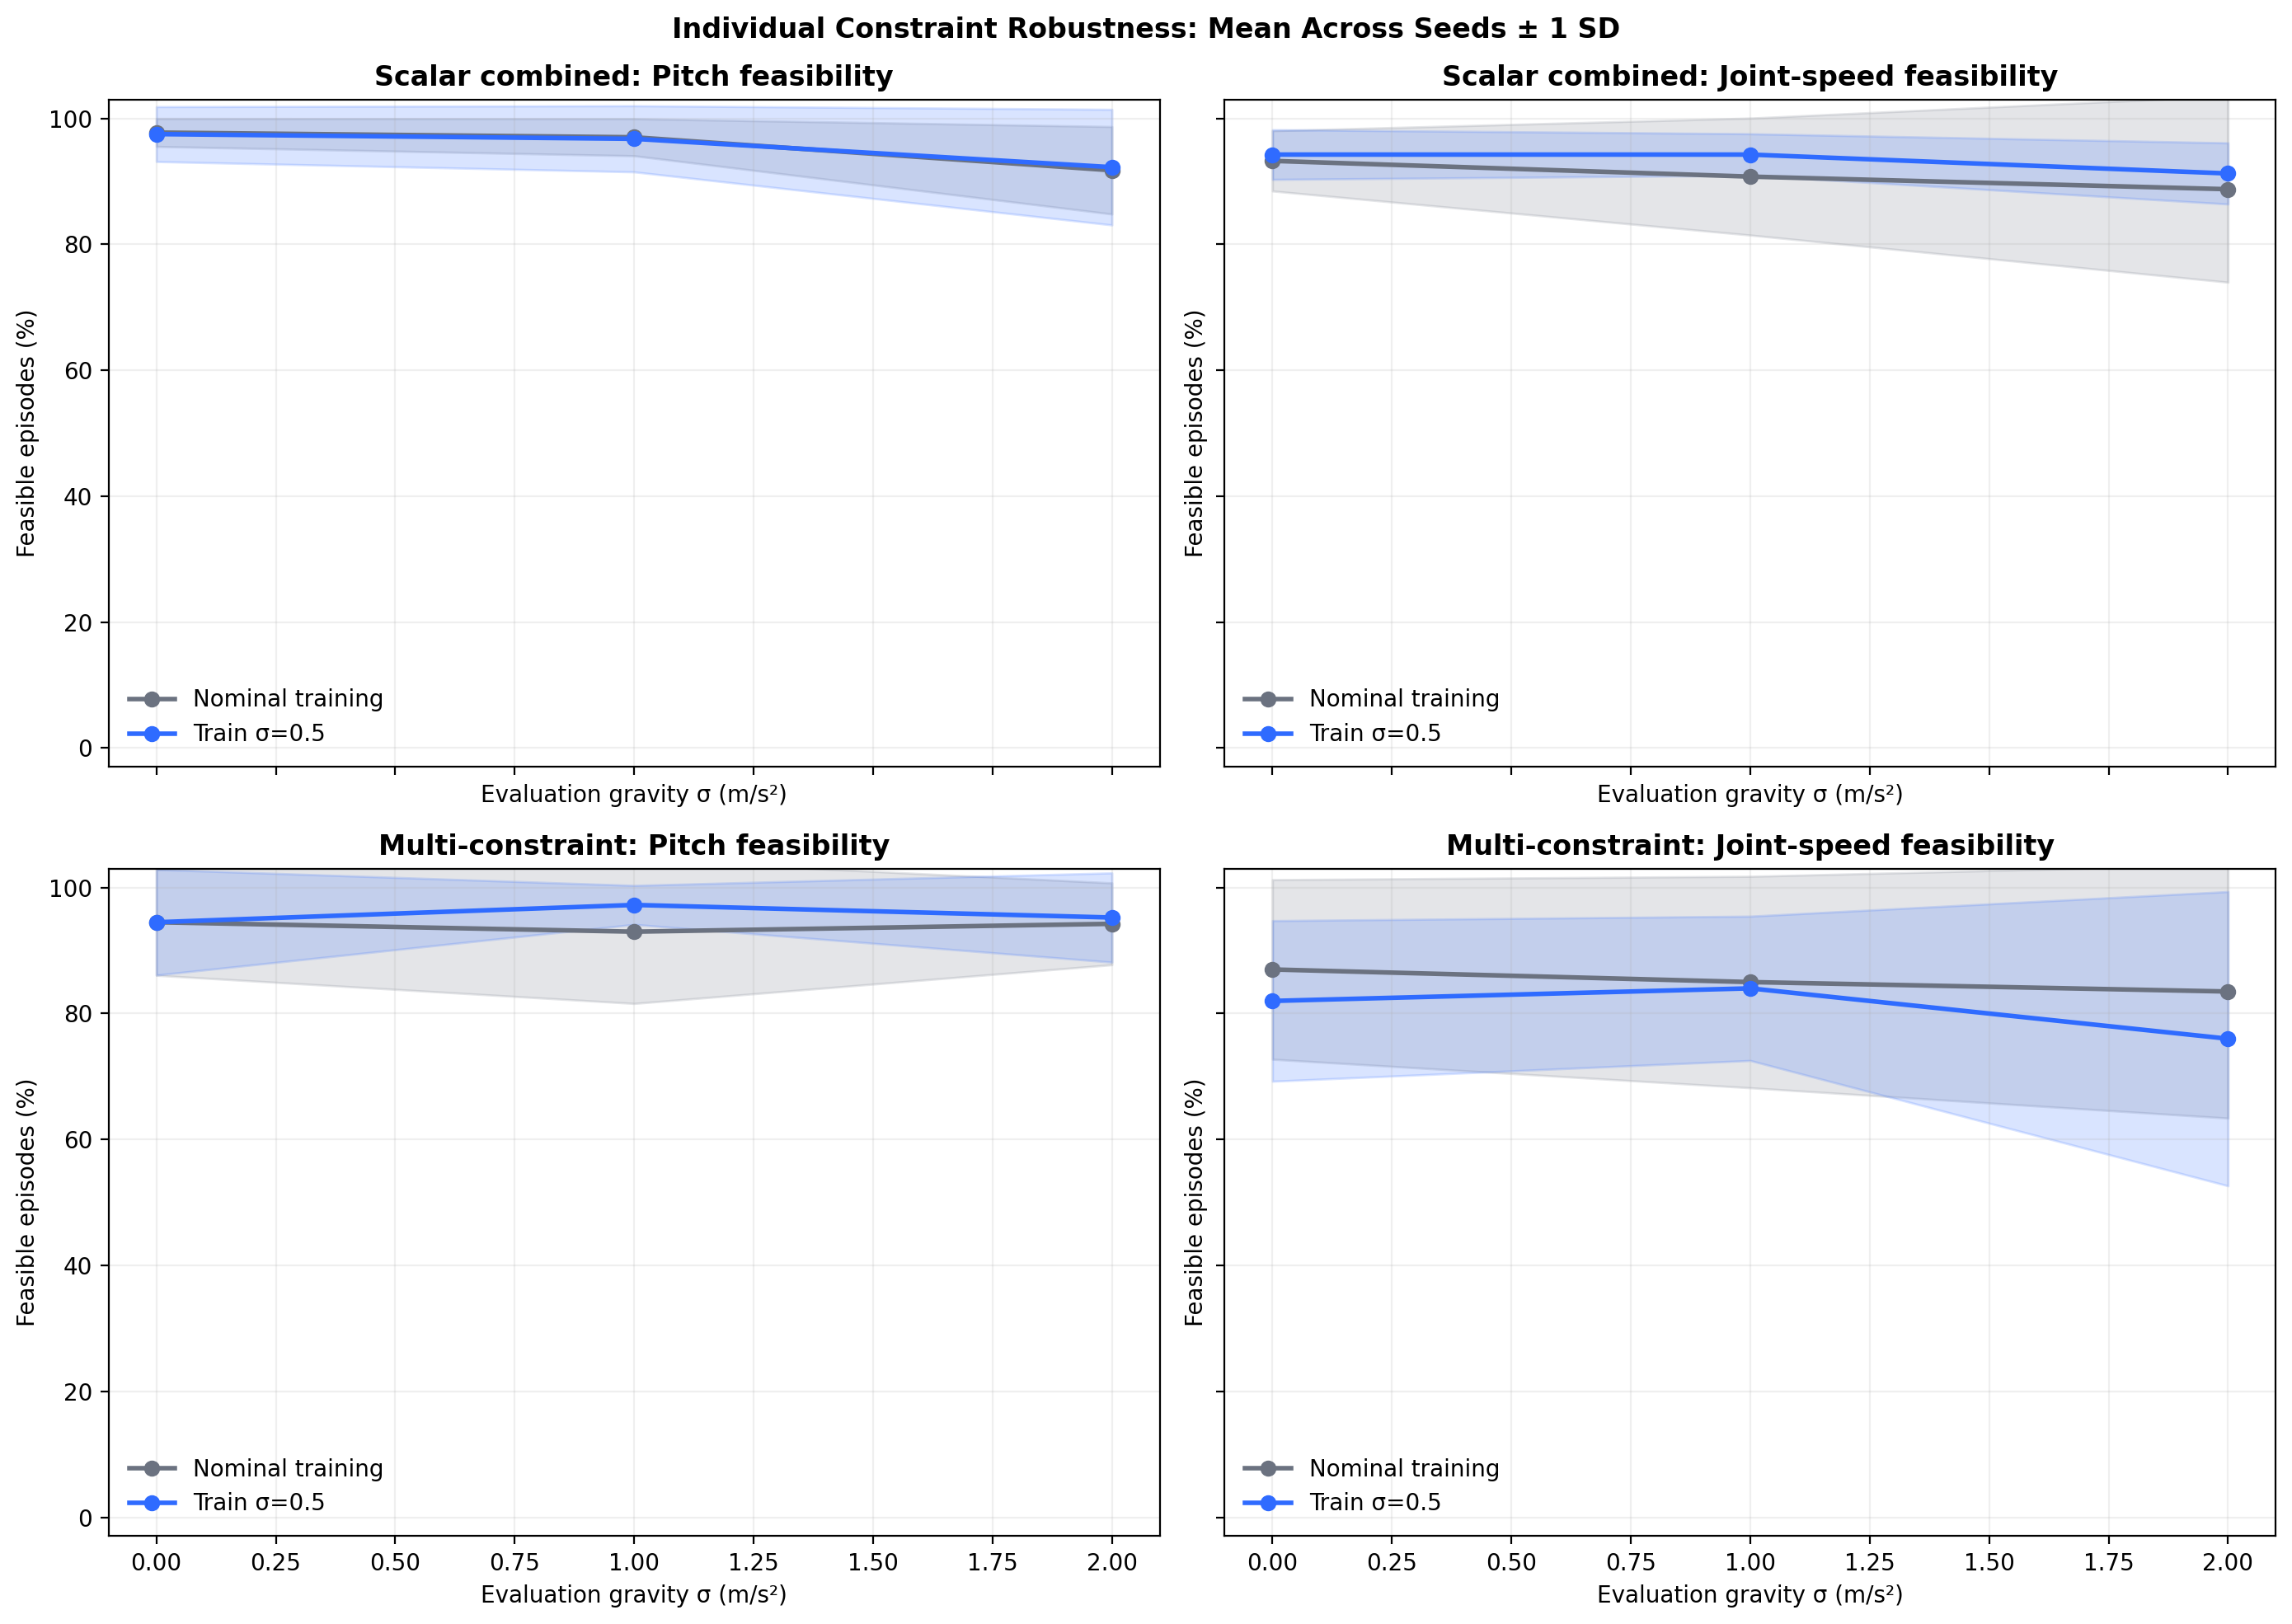 Individual Constraint Robustness: Mean Across Seeds ± 1 SD
Scalar combined: Pitch feasibility
Feasible episodes (%)
100
80
60
40
20
0
Nominal training
Train σ=0.5
Evaluation gravity σ (m/s²)
Scalar combined: Joint-speed feasibility
Feasible episodes (%)
Nominal training
Train σ=0.5
Evaluation gravity σ (m/s²)
Multi-constraint: Pitch feasibility
Feasible episodes (%)
100
80
60
40
20
0
Nominal training
Train σ=0.5
0.00 0.25 0.50 0.75 1.00 1.25 1.50 1.75 2.00
Evaluation gravity σ (m/s²)
Multi-constraint: Joint-speed feasibility
Feasible episodes (%)
Nominal training
Train σ=0.5
0.00 0.25 0.50 0.75 1.00 1.25 1.50 1.75 2.00
Evaluation gravity σ (m/s²)